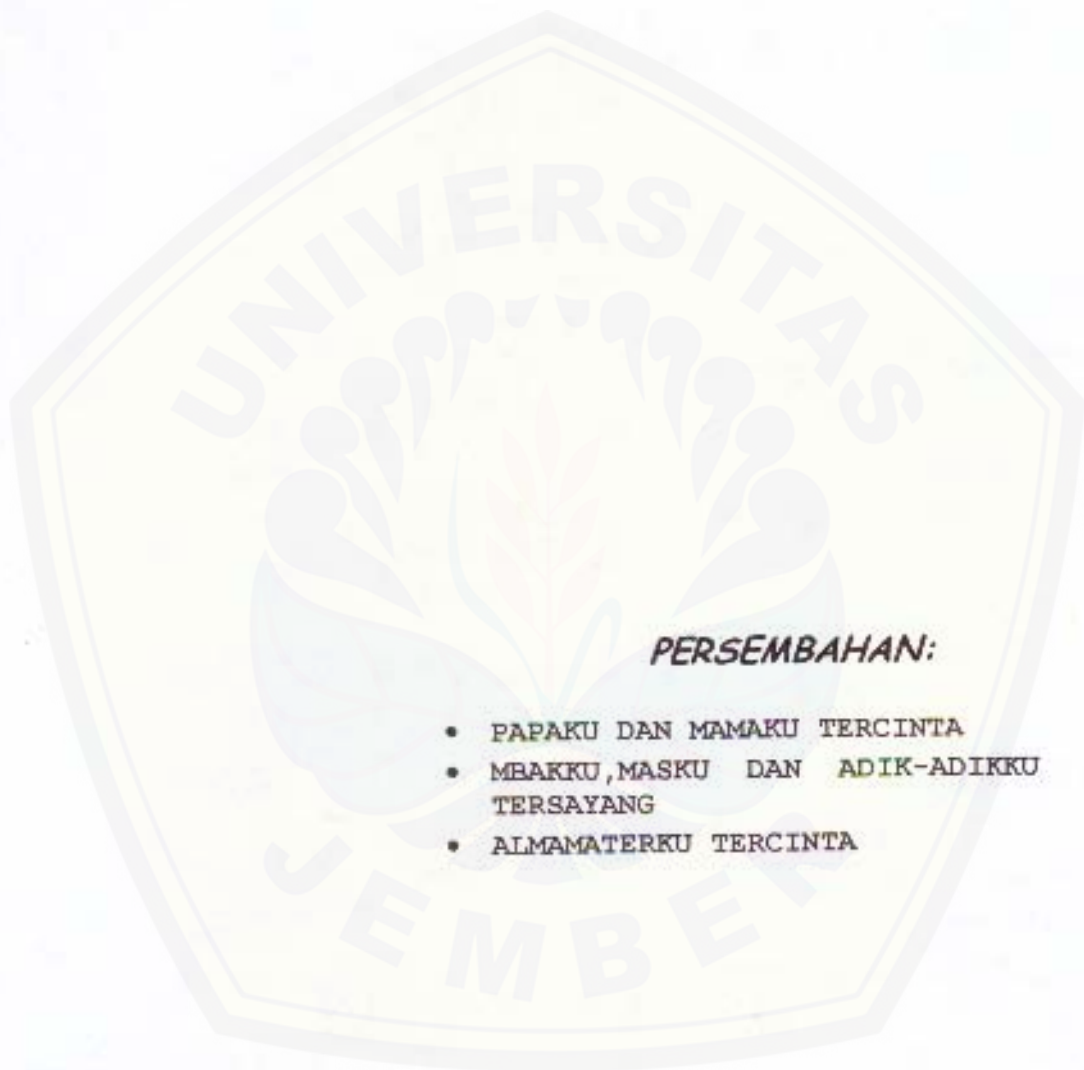 UNIVERSITAS
PERSEMBAHAN:
• PAPAKU DAN MAMAKU TERCINTA
• MBAKKU,MASKU DAN ADIK-ADIKKU
TERSAYANG
• ALMAMATERKU TERCINTA
JEMBER